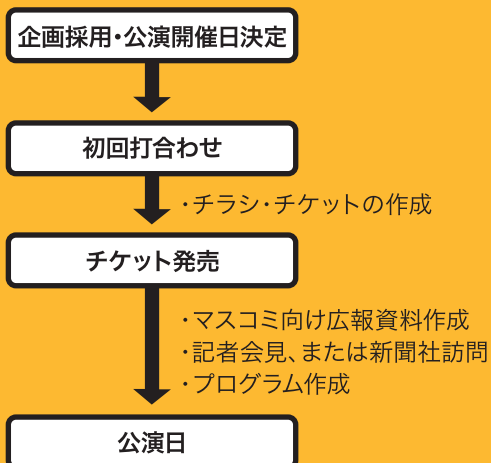 企画採用・公演開催日決定
初回打合わせ
・チラシ・チケットの作成
チケット発売
・マスコミ向け広報資料作成
・記者会見、または新聞社訪問
・プログラム作成
公演日